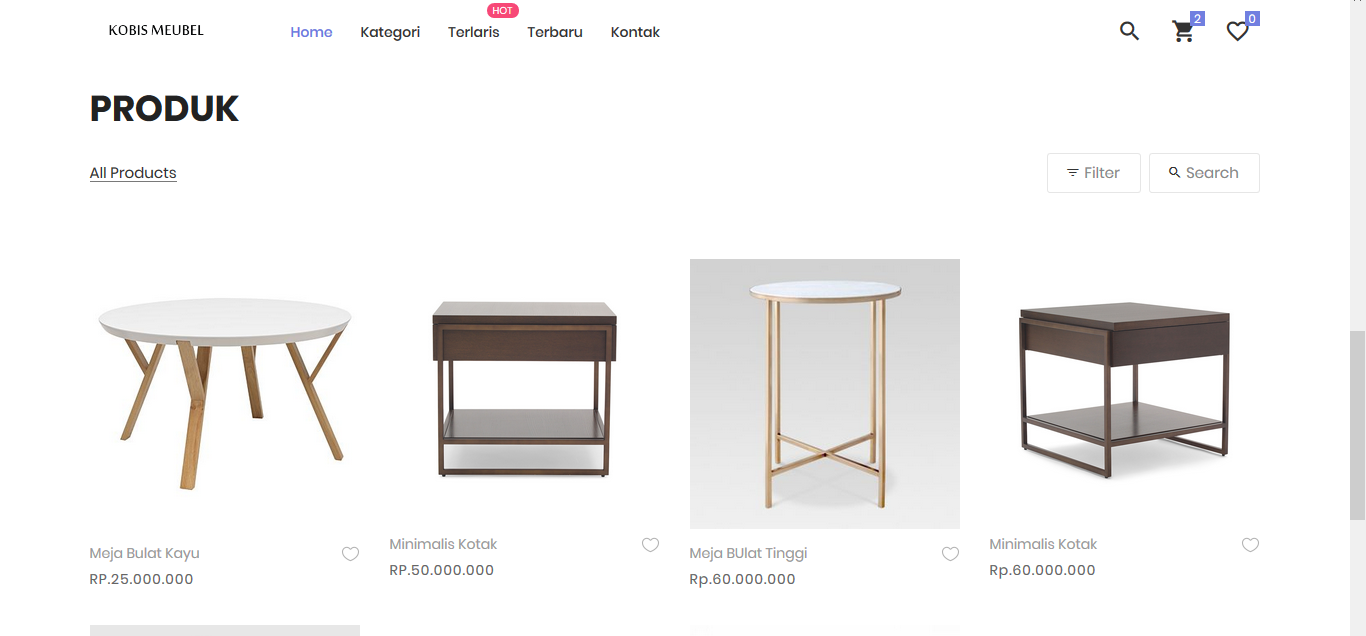 HOT
KOBIS MEUBEL Home Kategori Terlaris Terbaru Kontak 2 0
PRODUK
All Products Filter Search
Meja Bulat Kayu
RP.25.000.000
Minimalis Kotak
RP.50.000.000
Meja BUlat Tinggi
Rp.60.000.000
Minimalis Kotak
Rp.60.000.000